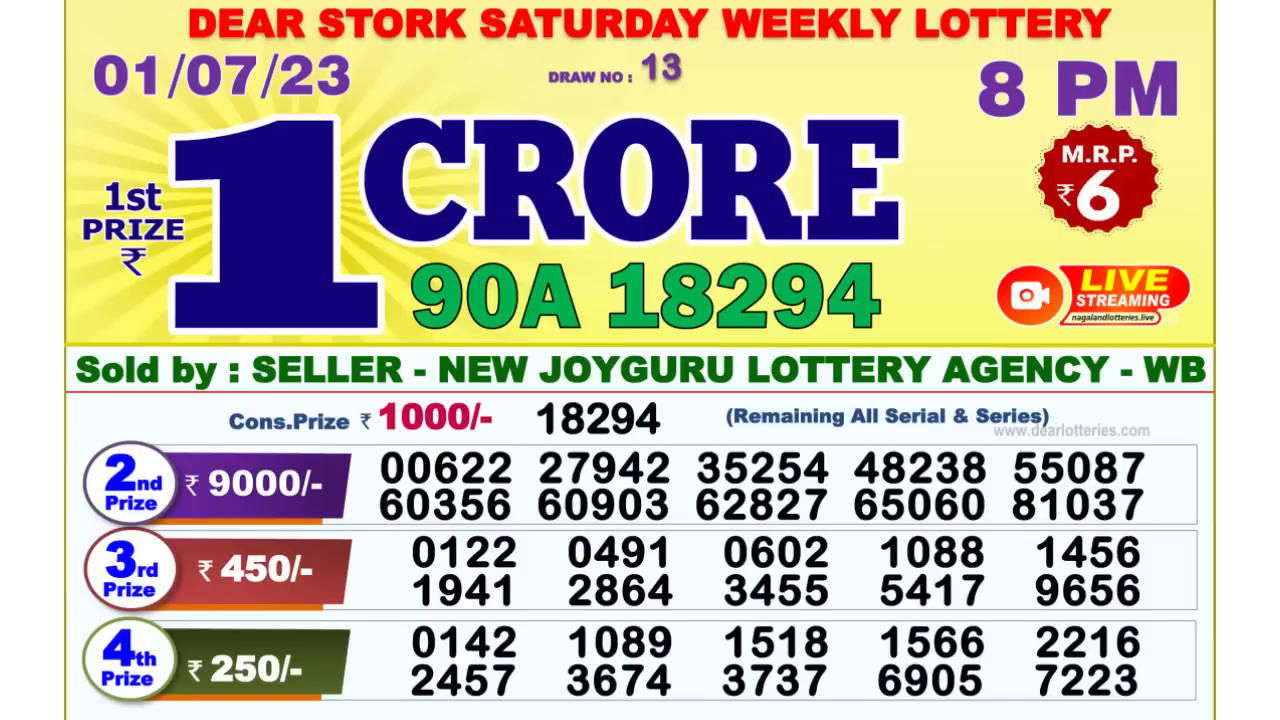 DEAR STORK SATURDAY WEEKLY LOTTERY
01/07/23 DRAW NO : 13 8 PM
1st PRIZE ₹ 1 CRORE
M.R.P. ₹ 6
90A 18294
LIVE STREAMING
nagalandlotteries.live
Sold by : SELLER - NEW JOYGURU LOTTERY AGENCY - WB
Cons.Prize ₹ 1000/- 18294 (Remaining All Serial & Series)
www.dearlotteries.com
2nd Prize ₹ 9000/-
00622 27942 35254 48238 55087
60356 60903 62827 65060 81037
3rd Prize ₹ 450/-
0122 0491 0602 1088 1456
1941 2864 3455 5417 9656
4th Prize ₹ 250/-
0142 1089 1518 1566 2216
2457 3674 3737 6905 7223